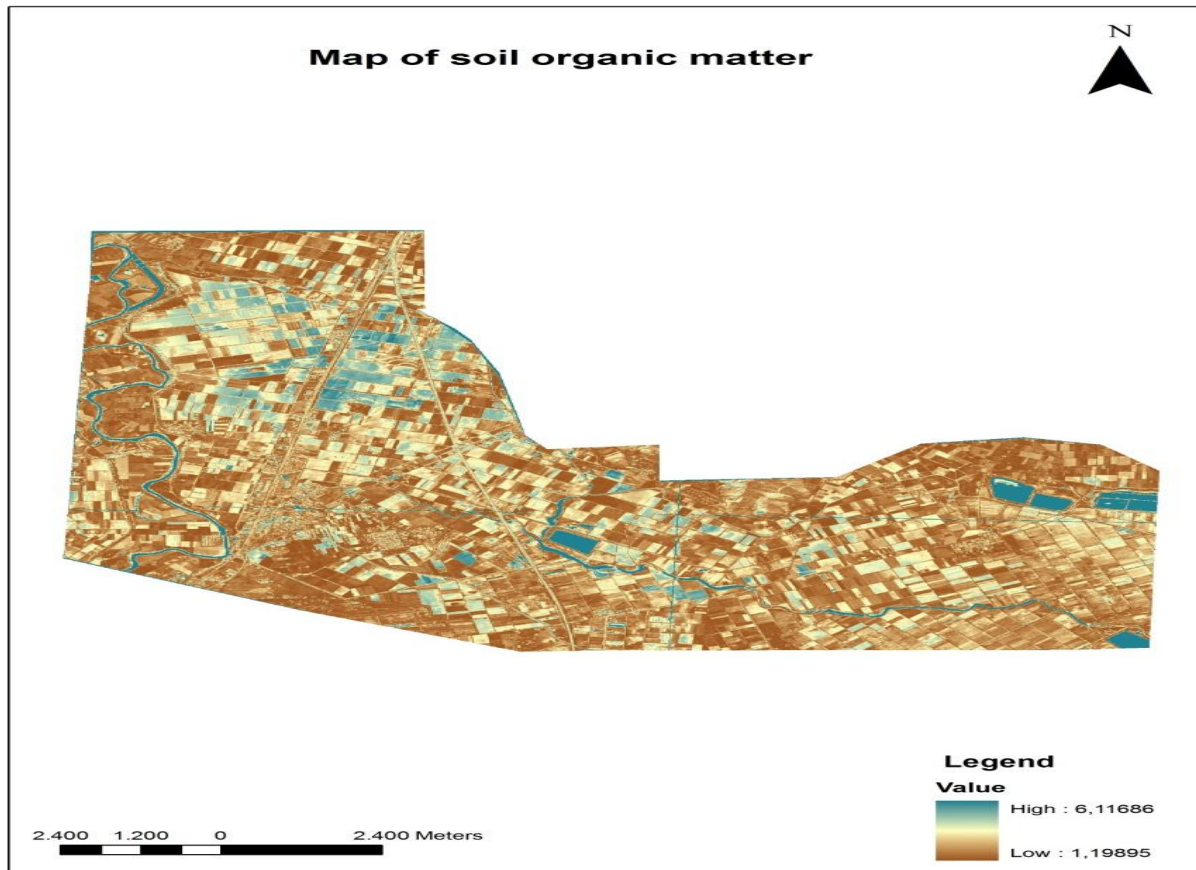 Map of soil organic matter
N
Legend
Value
High : 6,11686
Low : 1,19895
2.400 1.200 0 2.400 Meters